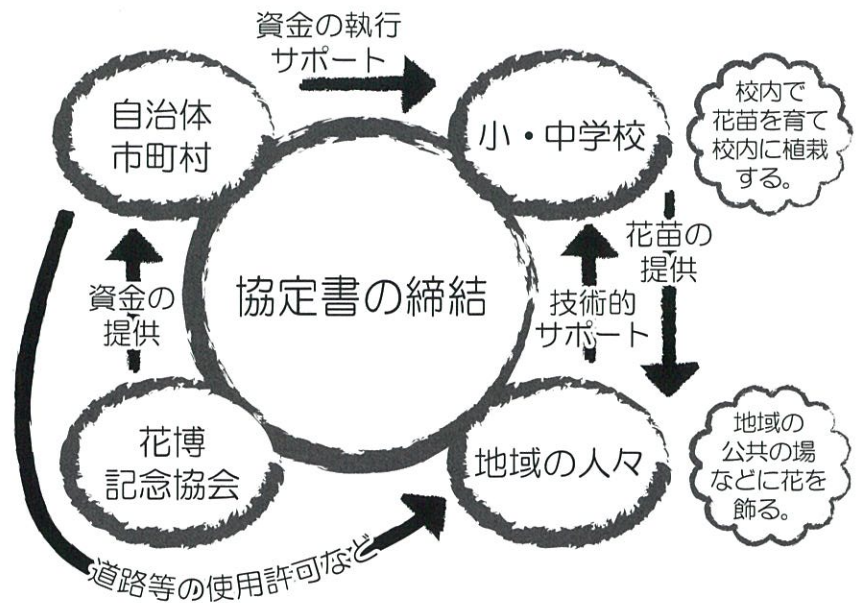 資金の執行
サポート
自治体
市町村
小・中学校
校内で
花苗を育て
校内に植栽
する。
花苗の
提供
資金の
提供
協定書の締結
技術的
サポート
花博
記念協会
地域の人々
地域の
公共の場
などに花を
飾る。
道路等の使用許可など